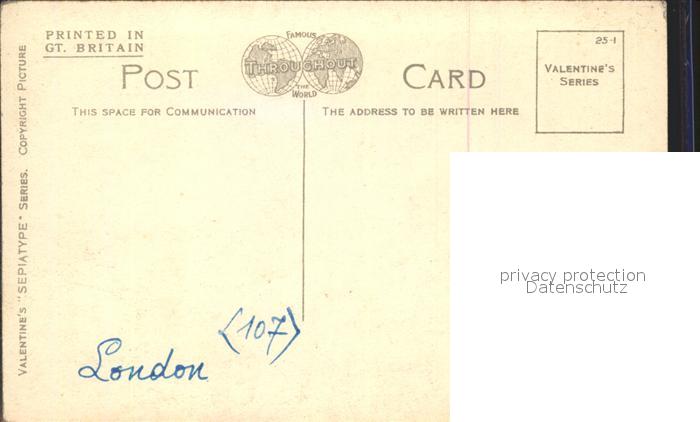 PRINTED IN
GT. BRITAIN
POST CARD
FAMOUS
THROUGHOUT
THE
WORLD
25-1
VALENTINE'S
SERIES
THIS SPACE FOR COMMUNICATION
THE ADDRESS TO BE WRITTEN HERE
VALENTINE'S "SEPIATYPE" SERIES. COPYRIGHT PICTURE
privacy protection
Datenschutz
(107)
London